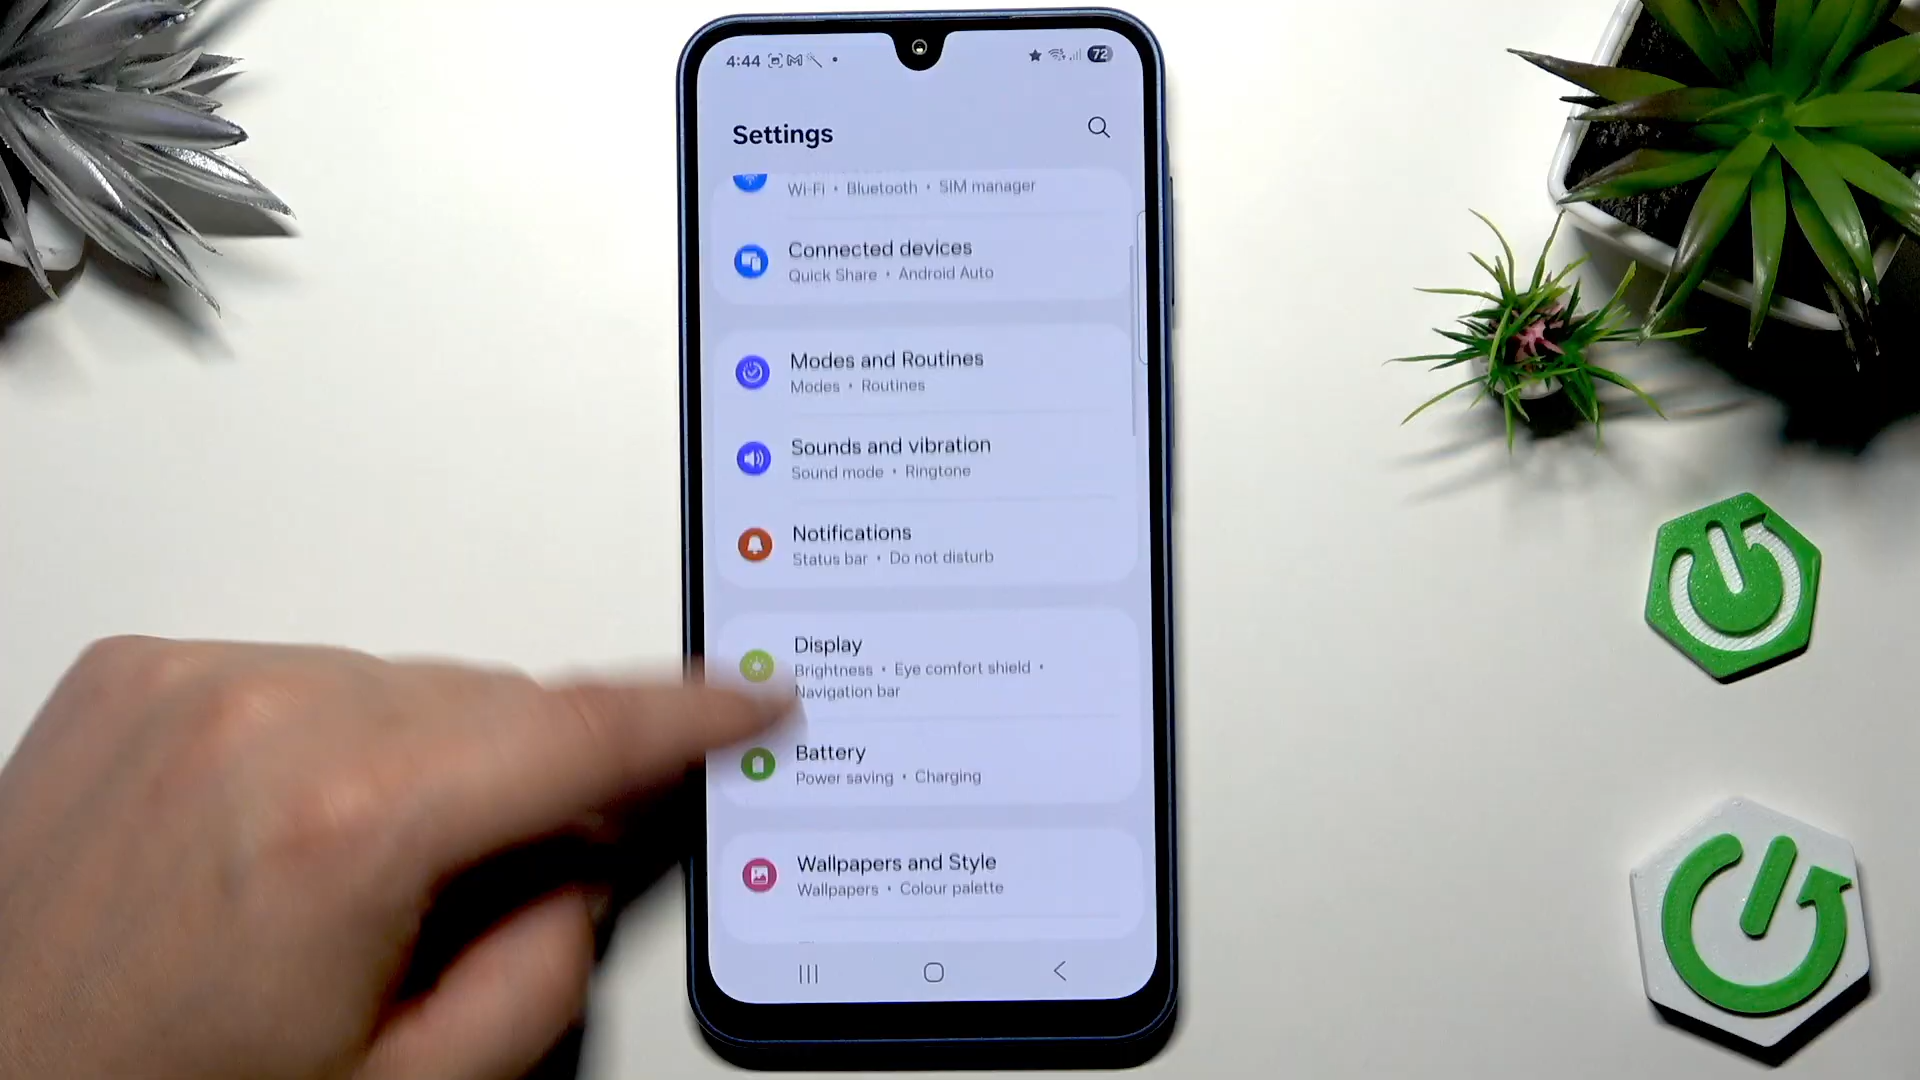 4:44
72
Settings
Wi-Fi • Bluetooth • SIM manager
Connected devices
Quick Share • Android Auto
Modes and Routines
Modes • Routines
Sounds and vibration
Sound mode • Ringtone
Notifications
Status bar • Do not disturb
Display
Brightness • Eye comfort shield •
Navigation bar
Battery
Power saving • Charging
Wallpapers and Style
Wallpapers • Colour palette